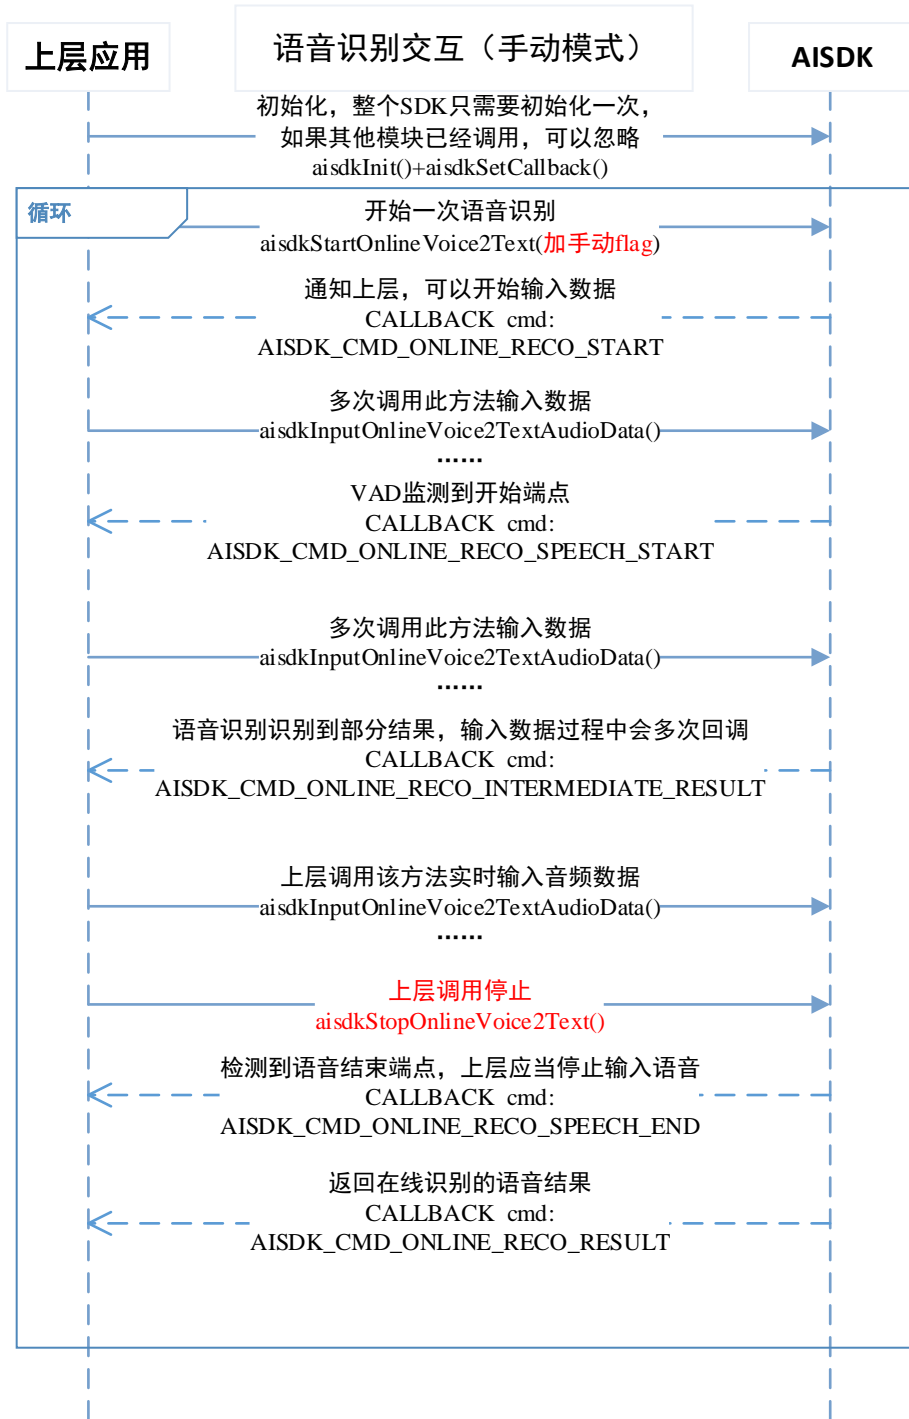 上层应用
语音识别交互（手动模式）
AISDK
初始化，整个SDK只需要初始化一次，
如果其他模块已经调用，可以忽略
aisdkInit()+aisdkSetCallback()
循环
开始一次语音识别
aisdkStartOnlineVoice2Text(加手动flag)
通知上层，可以开始输入数据
CALLBACK cmd:
AISDK_CMD_ONLINE_RECO_START
多次调用此方法输入数据
aisdkInputOnlineVoice2TextAudioData()
……
VAD监测到开始端点
CALLBACK cmd:
AISDK_CMD_ONLINE_RECO_SPEECH_START
多次调用此方法输入数据
aisdkInputOnlineVoice2TextAudioData()
……
语音识别识别到部分结果，输入数据过程中会多次回调
CALLBACK cmd:
AISDK_CMD_ONLINE_RECO_INTERMEDIATE_RESULT
上层调用该方法实时输入音频数据
aisdkInputOnlineVoice2TextAudioData()
……
上层调用停止
aisdkStopOnlineVoice2Text()
检测到语音结束端点，上层应当停止输入语音
CALLBACK cmd:
AISDK_CMD_ONLINE_RECO_SPEECH_END
返回在线识别的语音结果
CALLBACK cmd:
AISDK_CMD_ONLINE_RECO_RESULT